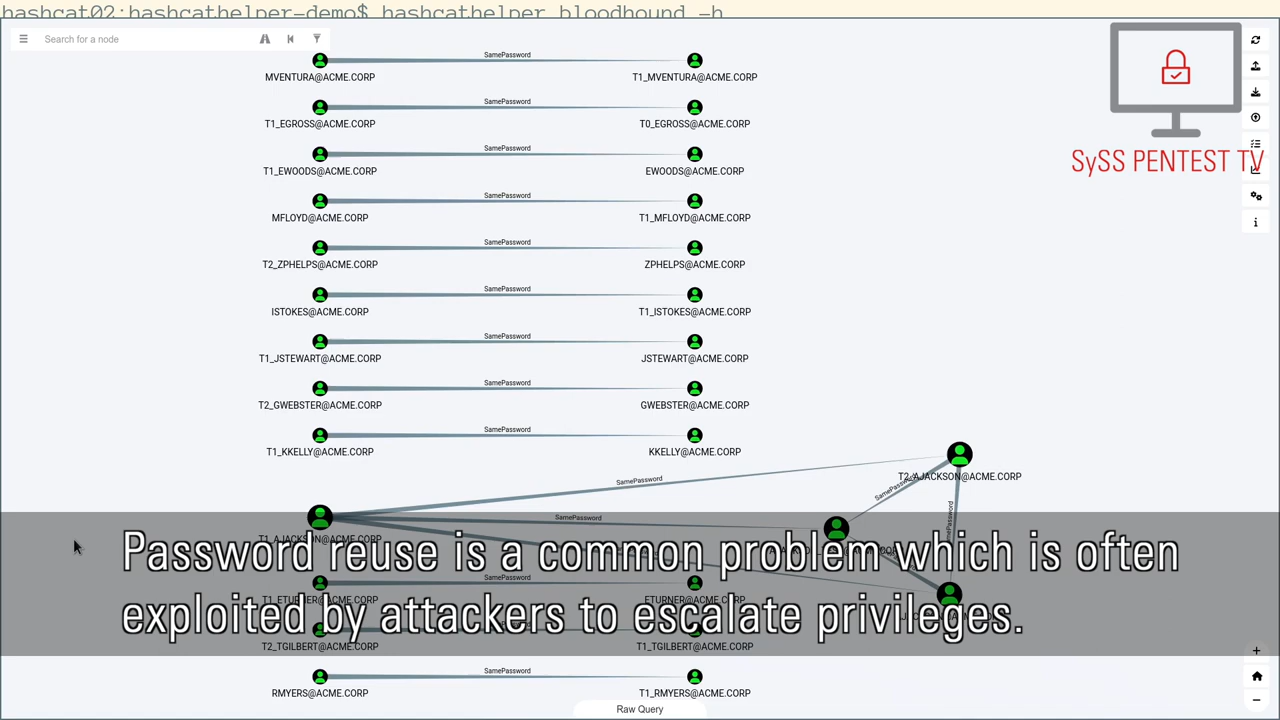 hashcat02:hashcathelper-demo$ hashcathelper bloodhound -h
Search for a node
SamePassword
MVENTURA@ACME.CORP
T1_MVENTURA@ACME.CORP
SamePassword
T1_EGROSS@ACME.CORP
T0_EGROSS@ACME.CORP
SamePassword
T1_EWOODS@ACME.CORP
EWOODS@ACME.CORP
SySS PENTEST TV
SamePassword
MFLOYD@ACME.CORP
T1_MFLOYD@ACME.CORP
SamePassword
T2_ZPHELPS@ACME.CORP
ZPHELPS@ACME.CORP
SamePassword
ISTOKES@ACME.CORP
T1_ISTOKES@ACME.CORP
SamePassword
T1_JSTEWART@ACME.CORP
JSTEWART@ACME.CORP
SamePassword
T2_GWEBSTER@ACME.CORP
GWEBSTER@ACME.CORP
SamePassword
T1_KKELLY@ACME.CORP
KKELLY@ACME.CORP
SamePassword
T2_AJACKSON@ACME.CORP
SamePassword
SamePassword
T1_AJACKSON@ACME.CORP
Password reuse is a common problem which is often
exploited by attackers to escalate privileges.
SamePassword
T1_ETURNER@ACME.CORP
ETURNER@ACME.CORP
T2_TGILBERT@ACME.CORP
T1_TGILBERT@ACME.CORP
SamePassword
RMYERS@ACME.CORP
T1_RMYERS@ACME.CORP
Raw Query